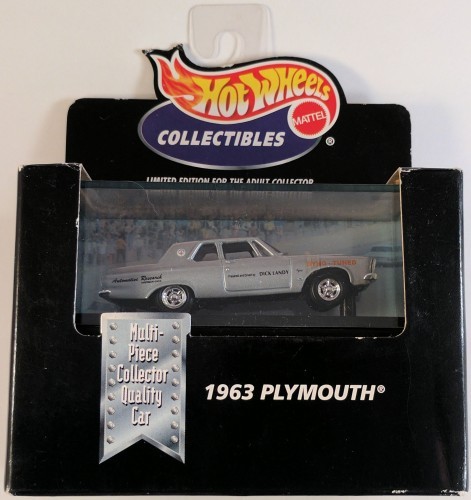 Hot Wheels
MATTEL
COLLECTIBLES ®
LIMITED EDITION FOR THE ADULT COLLECTOR
Automotive Research
DICK LANDY
TUNED
Multi-
Piece
Collector
Quality
Car
1963 PLYMOUTH®